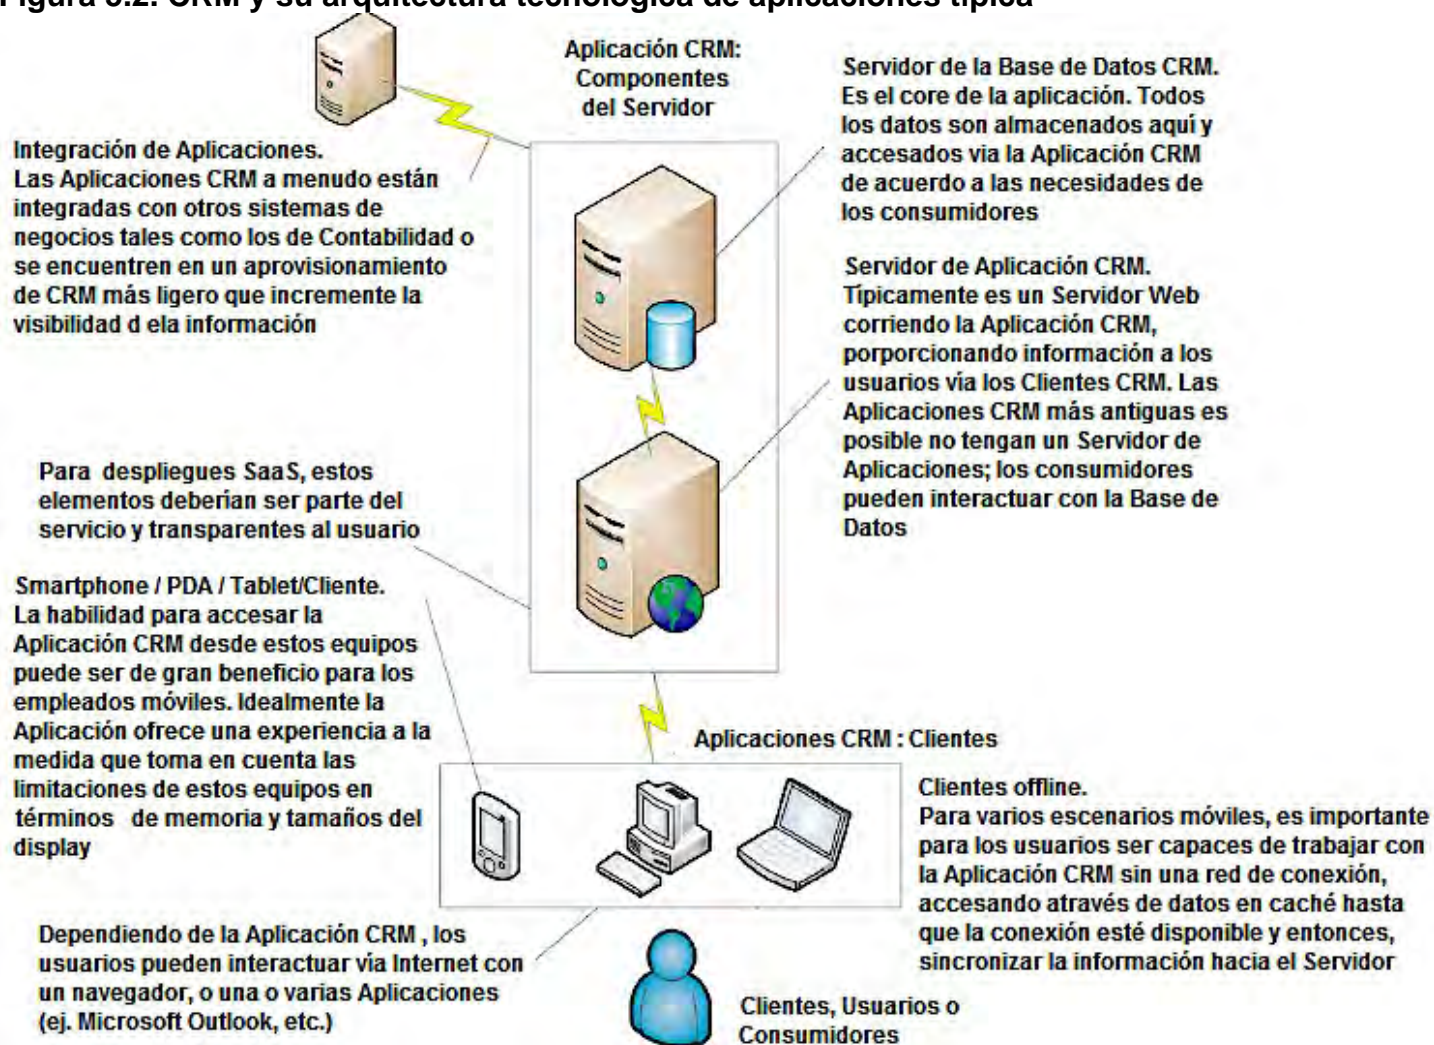 Figura 3.2. CRM y su arquitectura tecnológica de aplicaciones típica
Aplicación CRM:
Componentes
del Servidor
Servidor de la Base de Datos CRM.
Es el core de la aplicación. Todos
los datos son almacenados aquí y
accesados via la Aplicación CRM
de acuerdo a las necesidades de
los consumidores
Integración de Aplicaciones.
Las Aplicaciones CRM a menudo están
integradas con otros sistemas de
negocios tales como los de Contabilidad o
se encuentren en un aprovisionamiento
de CRM más ligero que incremente la
visibilidad d ela información
Servidor de Aplicación CRM.
Típicamente es un Servidor Web
corriendo la Aplicación CRM,
porporcionando información a los
usuarios vía los Clientes CRM. Las
Aplicaciones CRM más antiguas es
posible no tengan un Servidor de
Aplicaciones; los consumidores
pueden interactuar con la Base de
Datos
Para despliegues SaaS, estos
elementos deberían ser parte del
servicio y transparentes al usuario
Smartphone / PDA / Tablet/Cliente.
La habilidad para accesar la
Aplicación CRM desde estos equipos
puede ser de gran beneficio para los
empleados móviles. Idealmente la
Aplicación ofrece una experiencia a la
medida que toma en cuenta las
limitaciones de estos equipos en
términos de memoria y tamaños del
display
Aplicaciones CRM : Clientes
Clientes offline.
Para varios escenarios móviles, es importante
para los usuarios ser capaces de trabajar con
la Aplicación CRM sin una red de conexión,
accesando através de datos en caché hasta
que la conexión esté disponible y entonces,
sincronizar la información hacia el Servidor
Dependiendo de la Aplicación CRM , los
usuarios pueden interactuar vía Internet con
un navegador, o una o varias Aplicaciones
(ej. Microsoft Outlook, etc.)
Clientes, Usuarios o
Consumidores